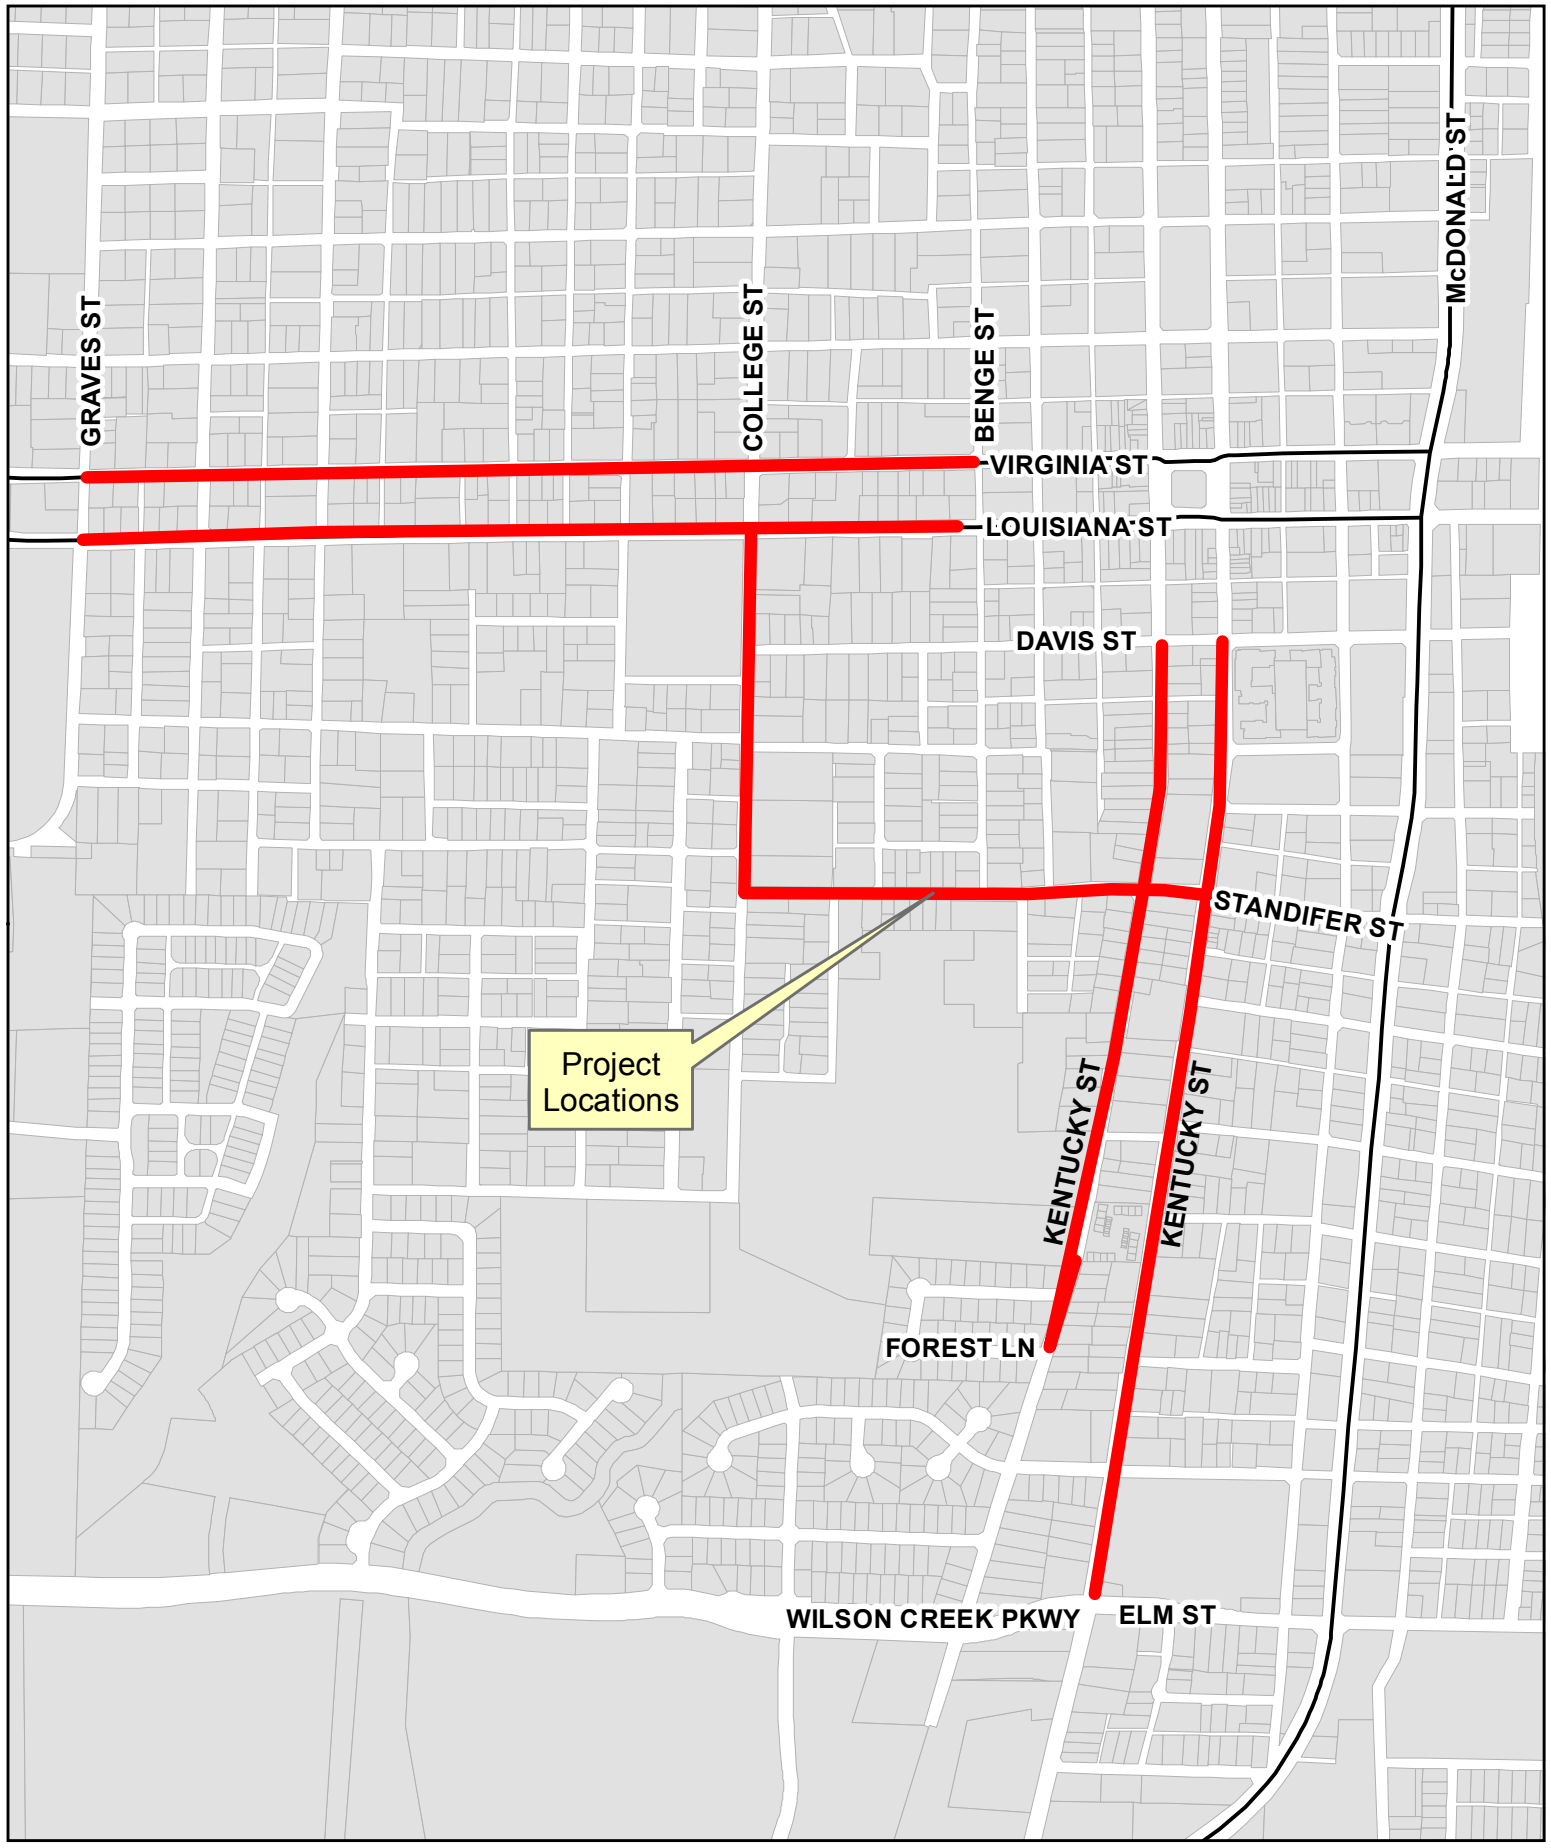 McDONALD ST
GRAVES ST
COLLEGE ST
BENGE ST
VIRGINIA ST
LOUISIANA ST
DAVIS ST
STANDIFER ST
Project
Locations
KENTUCKY ST
KENTUCKY ST
FOREST LN
WILSON CREEK PKWY
ELM ST